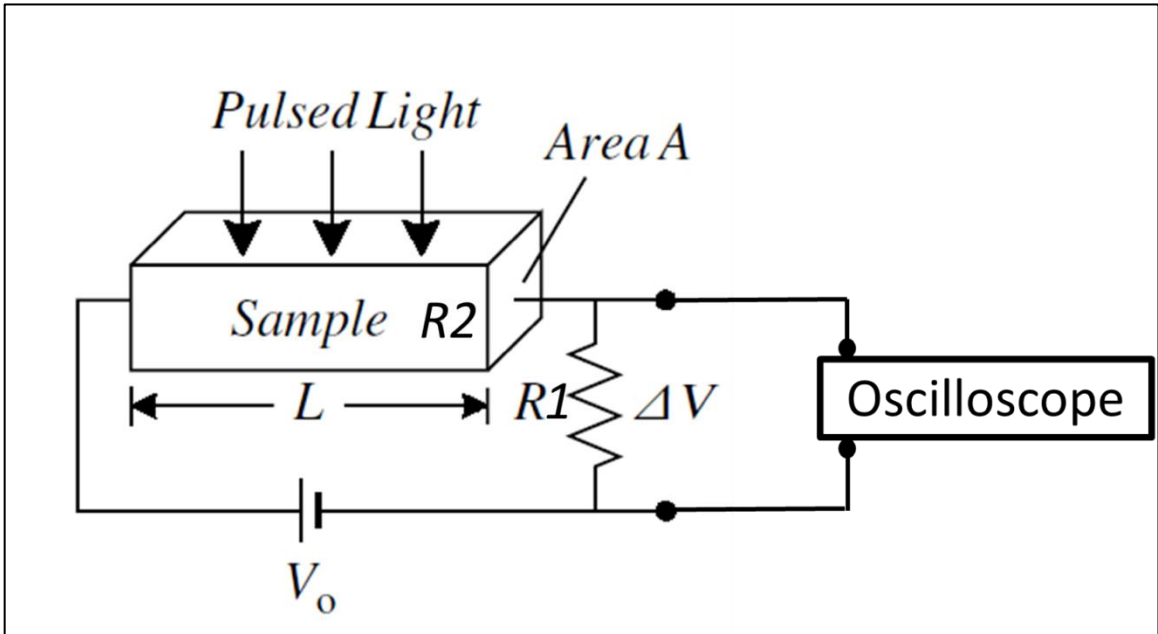 Pulsed Light
Area A
Sample R2
L
R1
ΔV
Oscilloscope
Vo